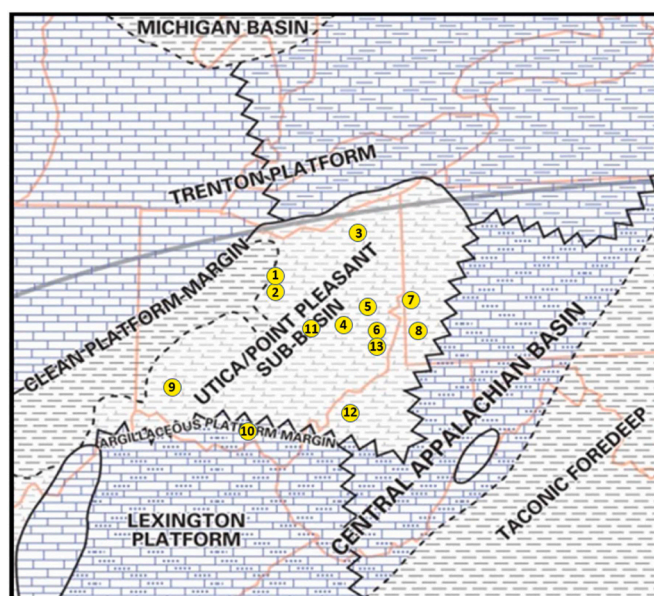 MICHIGAN BASIN
TRENTON PLATFORM
3
CLEAN PLATFORM MARGIN
1
2
UTICA/POINT PLEASANT
SUB-BASIN
7
5
4
11
6
8
13
9
12
10
ARGILLACEOUS PLATFORM MARGIN
CENTRAL APPALACHIAN BASIN
TACONIC FOREDEEP
LEXINGTON
PLATFORM